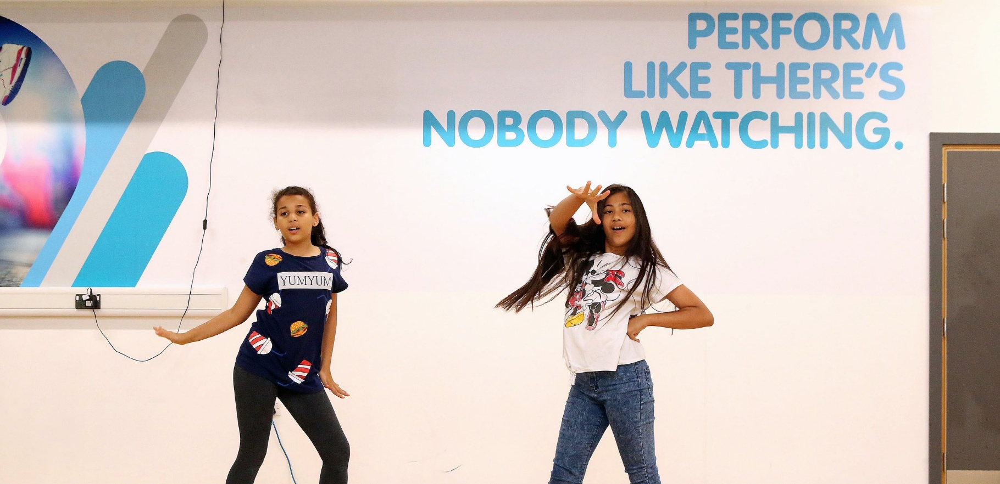 PERFORM
LIKE THERE'S
NOBODY WATCHING.
YUMYUM